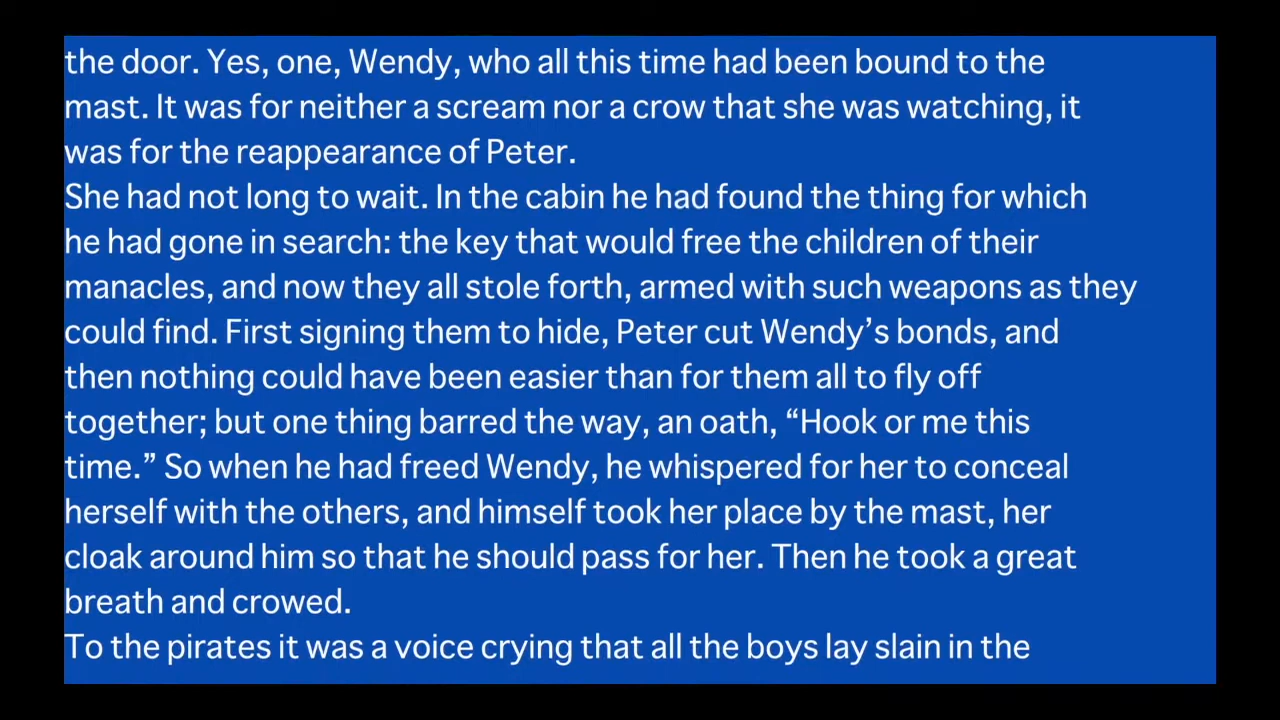 the door. Yes, one, Wendy, who all this time had been bound to the
mast. It was for neither a scream nor a crow that she was watching, it
was for the reappearance of Peter.
She had not long to wait. In the cabin he had found the thing for which
he had gone in search: the key that would free the children of their
manacles, and now they all stole forth, armed with such weapons as they
could find. First signing them to hide, Peter cut Wendy’s bonds, and
then nothing could have been easier than for them all to fly off
together; but one thing barred the way, an oath, “Hook or me this
time.” So when he had freed Wendy, he whispered for her to conceal
herself with the others, and himself took her place by the mast, her
cloak around him so that he should pass for her. Then he took a great
breath and crowed.
To the pirates it was a voice crying that all the boys lay slain in the